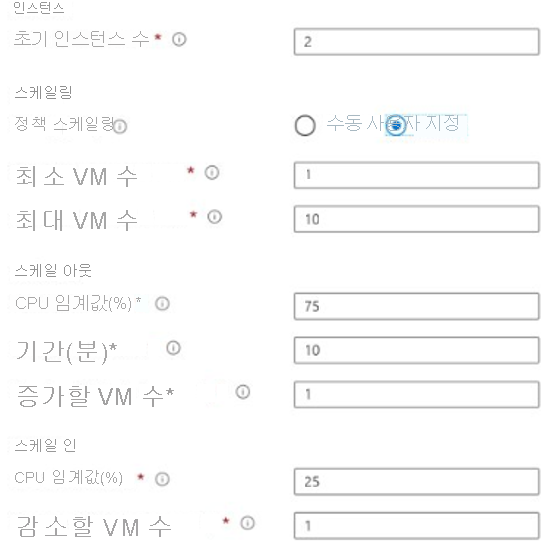 인스턴스
초기 인스턴스 수 * 2
스케일링
정책 스케일링 수동 사용자 지정
최소 VM 수 * 1
최대 VM 수 * 10
스케일 아웃
CPU 임계값(%) * 75
기간(분)* 10
증가할 VM 수* 1
스케일 인
CPU 임계값(%) * 25
감소할 VM 수 * 1